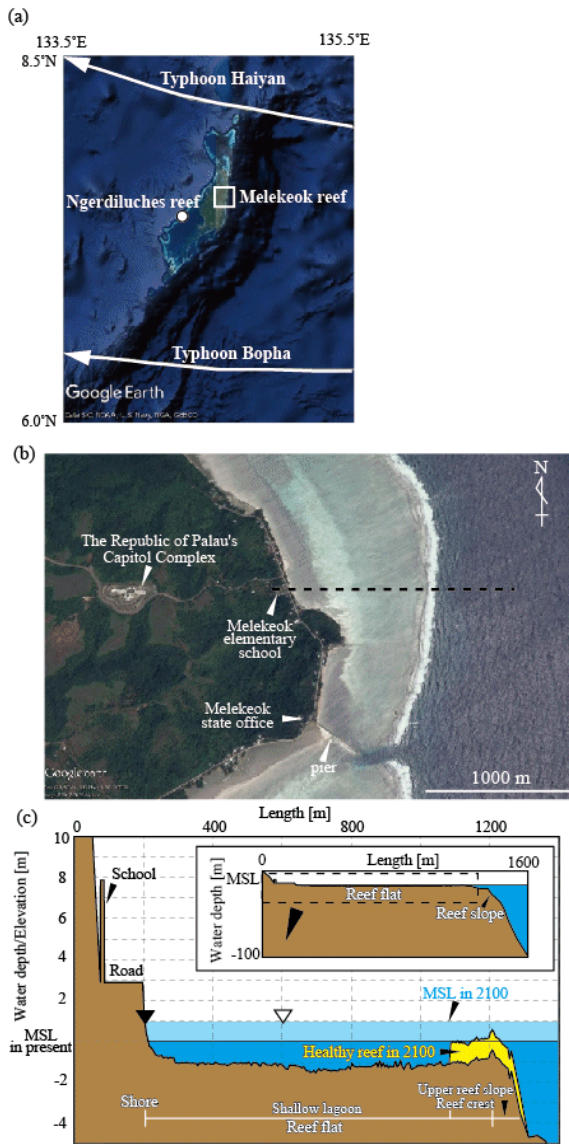 (a)
133.5°E
135.5°E
8.5°N
Typhoon Haiyan
Ngerdiluches reef
Melekeok reef
Typhoon Bopha
Google Earth
6.0°N
(b)
N
The Republic of Palau's
Capitol Complex
Melekeok
elementary
school
Melekeok
state office
pier
Google earth
1000 m
(c)
Length [m]
0
400
800
1200
Water depth/Elevation [m]
10
8
6
4
2
MSL
in present
-2
-4
School
Road
Length [m]
0
1600
MSL
Water depth [m]
-100
Reef flat
Reef slope
MSL in 2100
Healthy reef in 2100
Upper reef slope
Shore
Shallow lagoon
Reef crest
Reef flat